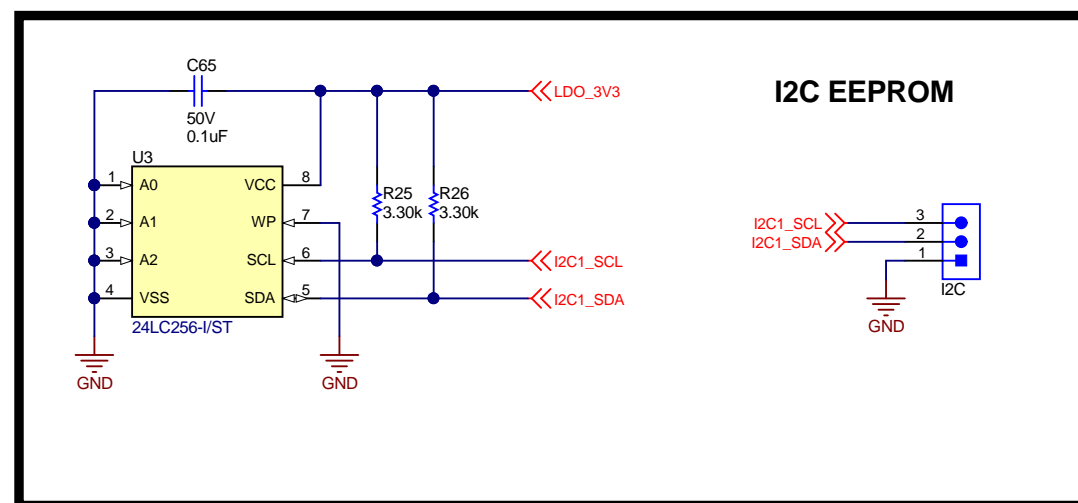 I2C EEPROM
C65
50V
0.1uF
LDO_3V3
U3
1 A0 VCC 8
2 A1 WP 7
3 A2 SCL 6
4 VSS SDA 5
24LC256-I/ST
R25
3.30k
R26
3.30k
I2C1_SCL
I2C1_SDA
GND
GND
I2C1_SCL 3
I2C1_SDA 2
1
I2C
GND